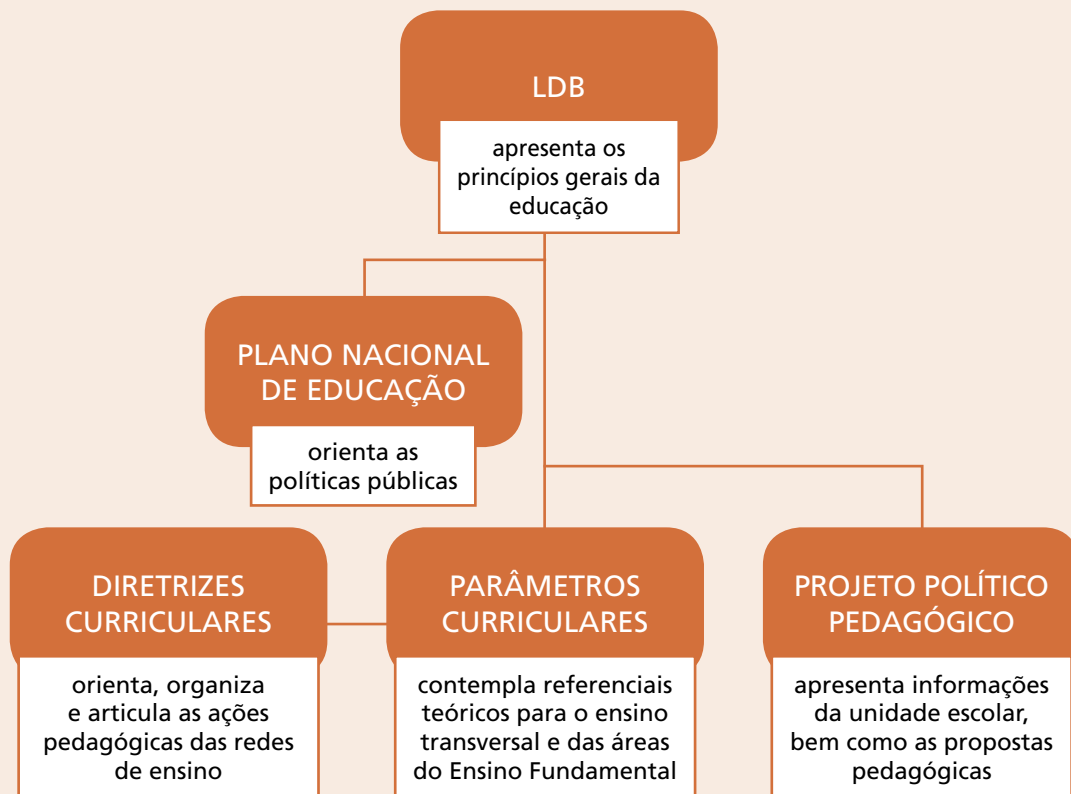 LDB
apresenta os
princípios gerais da
educação
PLANO NACIONAL
DE EDUCAÇÃO
orienta as
políticas públicas
DIRETRIZES
CURRICULARES
orienta, organiza
e articula as ações
pedagógicas das redes
de ensino
PARÂMETROS
CURRICULARES
contempla referenciais
teóricos para o ensino
transversal e das áreas
do Ensino Fundamental
PROJETO POLÍTICO
PEDAGÓGICO
apresenta informações
da unidade escolar,
bem como as propostas
pedagógicas